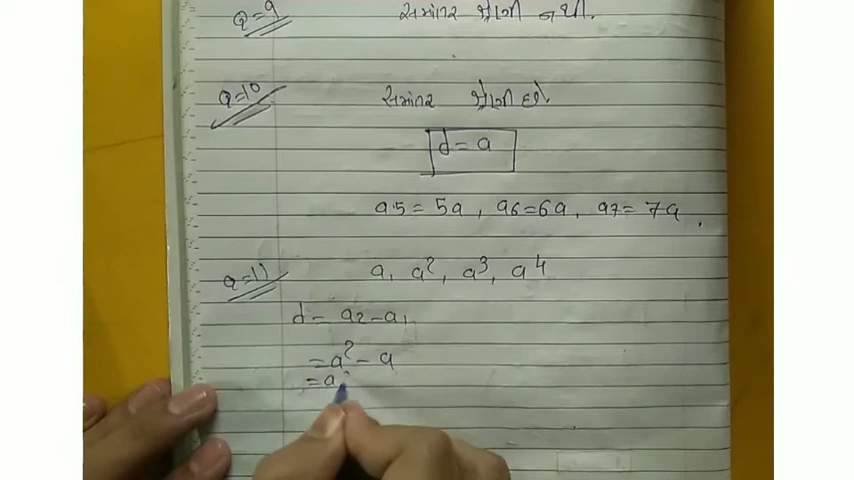 Q=9 સમાંતર શ્રેણી નથી.
Q=10 સમાંતર શ્રેણી છે.
d = a
a5 = 5a, a6=6a, a7= 7a.
Q=11 a, a², a³, a⁴
d = a2-a1
= a² - a
= a